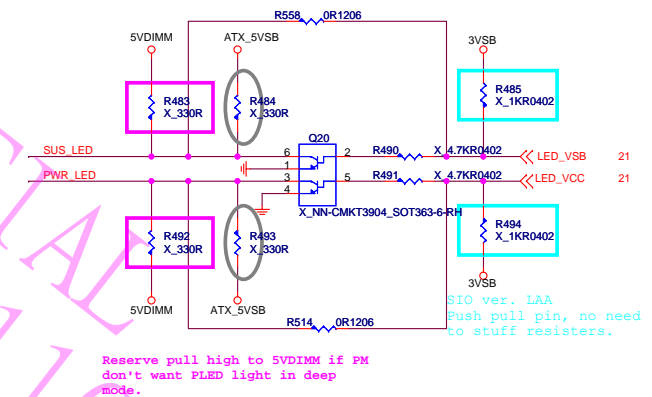 R558 0R1206
5VDIMM ATX_5VSB 3VSB
R483
X_330R
R484
X_330R
R485
X_1KR0402
Q20
SUS_LED 6 2 R490 X_4.7KR0402 LED_VSB 21
1
PWR_LED 3 5 R491 X_4.7KR0402 LED_VCC 21
4
X_NN-CMKT3904_SOT363-6-RH
R492
X_330R
R493
X_330R
R494
X_1KR0402
5VDIMM ATX_5VSB 3VSB
SIO ver. LAA
Push pull pin, no need
to stuff resisters.
R514 0R1206
Reserve pull high to 5VDIMM if PM
don't want PLED light in deep
mode.